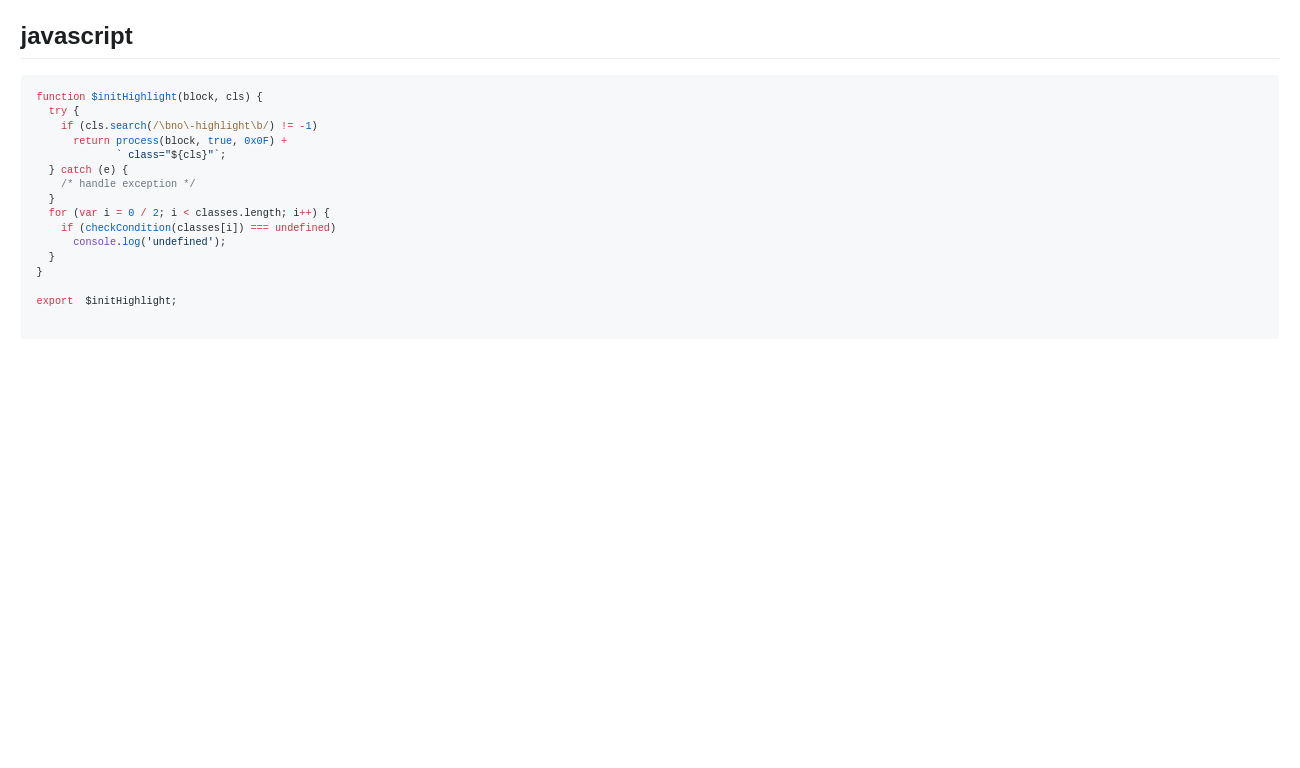 javascript
function $initHighlight(block, cls) {
  try {
    if (cls.search(/\bno\-highlight\b/) != -1)
      return process(block, true, 0x0F) +
             ` class="${cls}"`;
  } catch (e) {
    /* handle exception */
  }
  for (var i = 0 / 2; i < classes.length; i++) {
    if (checkCondition(classes[i]) === undefined)
      console.log('undefined');
  }
}

export  $initHighlight;